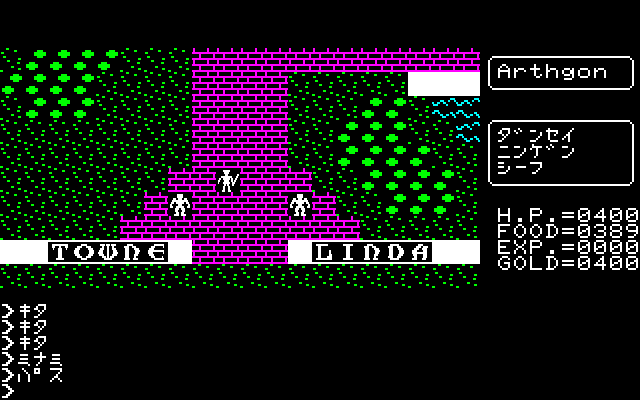 Arthgon
ダンセイ
ニンゲン
シーフ
H.P.=0400
FOOD=0389
EXP.=0000
GOLD=0400
TOWNE LINDA
>キタ
>キタ
>キタ
>ミナミ
>パス
>